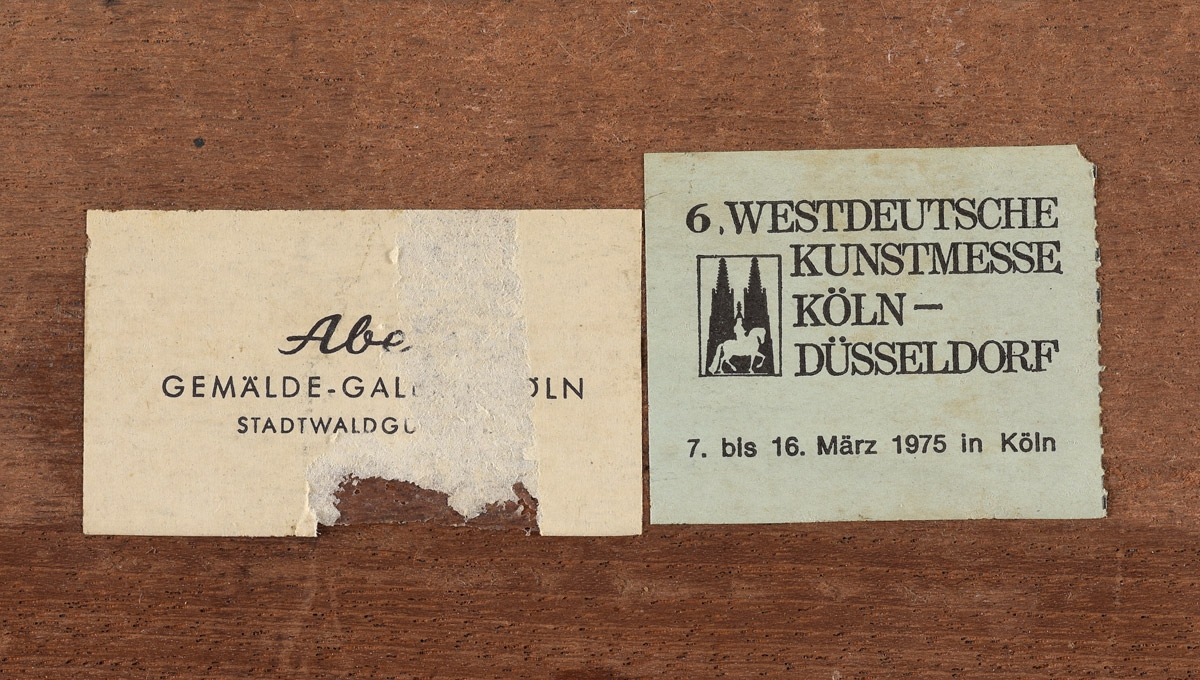 Abe
GEMÄLDE-GAL ÖLN
STADTWALDGU
6. WESTDEUTSCHE
KUNSTMESSE
KÖLN –
DÜSSELDORF
7. bis 16. März 1975 in Köln